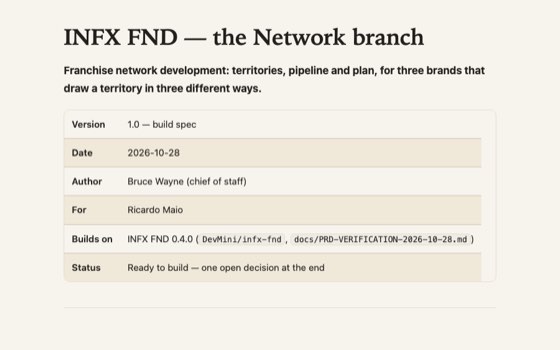 INFX FND — the Network branch
Franchise network development: territories, pipeline and plan, for three brands that
draw a territory in three different ways.
Version 1.0 — build spec
Date 2026-10-28
Author Bruce Wayne (chief of staff)
For Ricardo Maio
Builds on INFX FND 0.4.0 ( DevMini/infx-fnd , docs/PRD-VERIFICATION-2026-10-28.md )
Status Ready to build — one open decision at the end